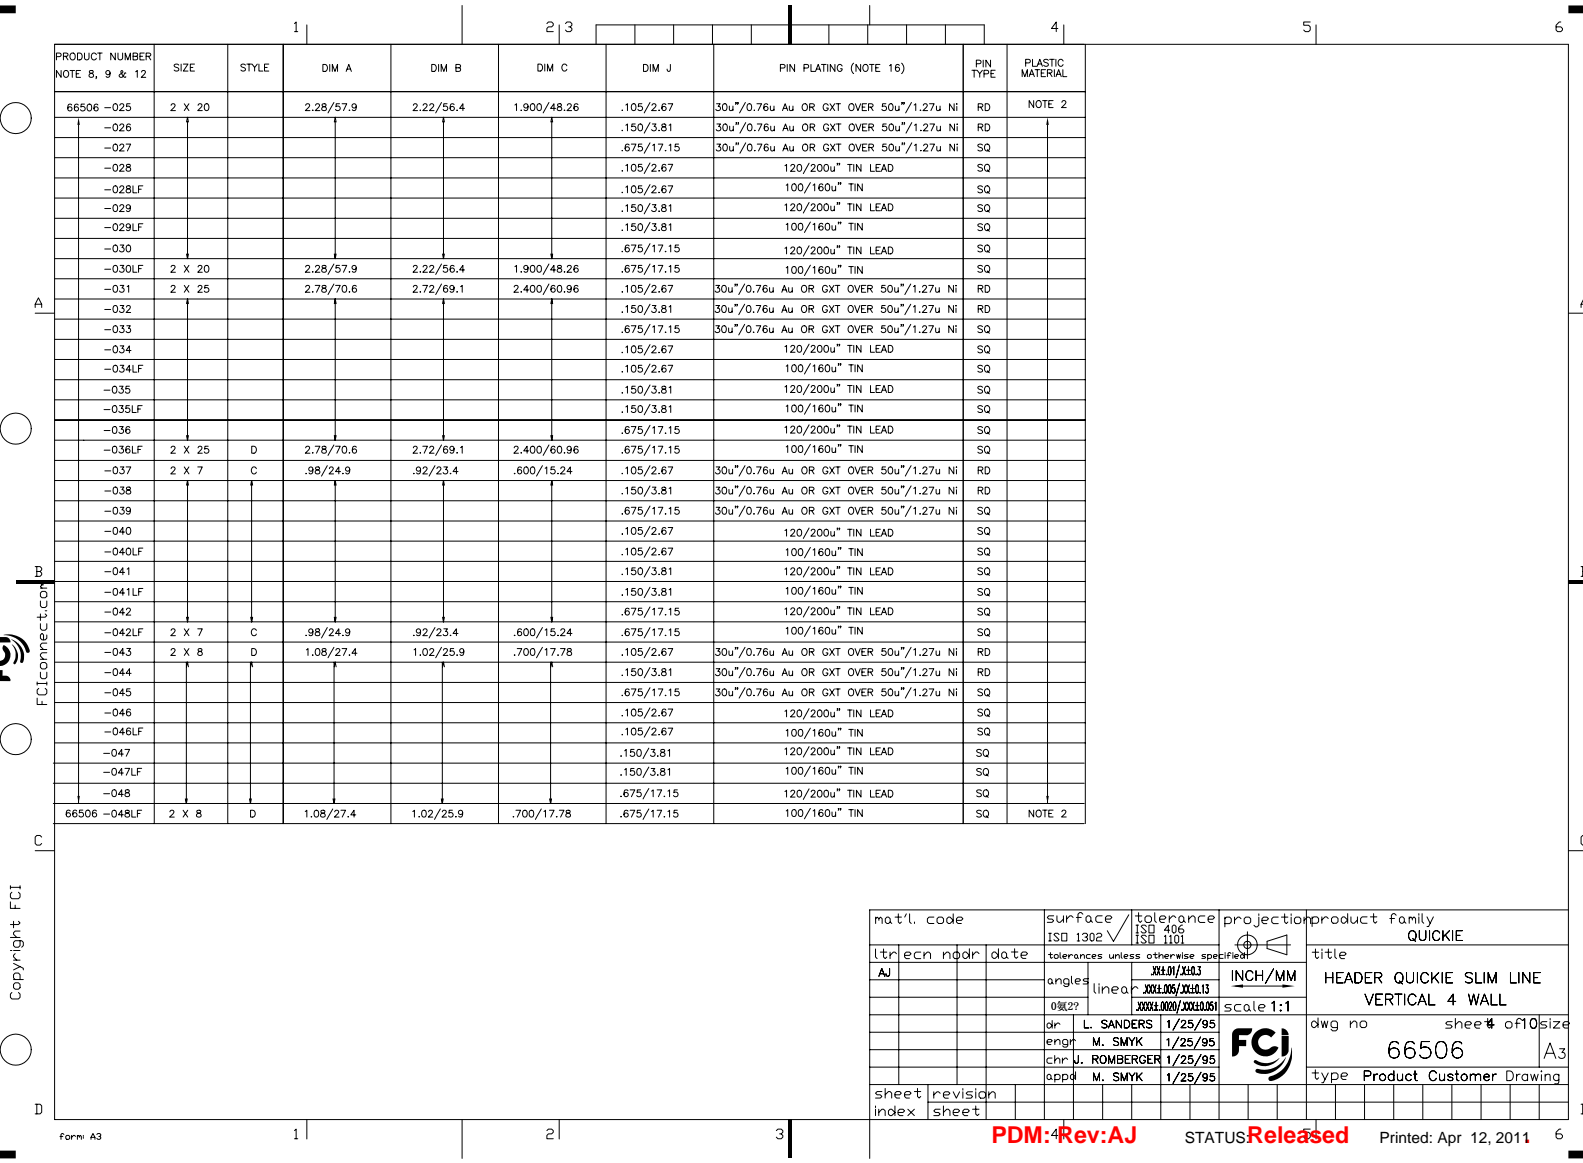 1 2 3 4 5 6
PRODUCT NUMBER NOTE 8, 9 & 12 SIZE STYLE DIM A DIM B DIM C DIM J PIN PLATING (NOTE 16) PIN TYPE PLASTIC MATERIAL
66506 -025 2 X 20 2.28/57.9 2.22/56.4 1.900/48.26 .105/2.67 30u"/0.76u Au OR GXT OVER 50u"/1.27u Ni RD NOTE 2
-026 .150/3.81 30u"/0.76u Au OR GXT OVER 50u"/1.27u Ni RD
-027 .675/17.15 30u"/0.76u Au OR GXT OVER 50u"/1.27u Ni SQ
-028 .105/2.67 120/200u" TIN LEAD SQ
-028LF .105/2.67 100/160u" TIN SQ
-029 .150/3.81 120/200u" TIN LEAD SQ
-029LF .150/3.81 100/160u" TIN SQ
-030 .675/17.15 120/200u" TIN LEAD SQ
-030LF 2 X 20 2.28/57.9 2.22/56.4 1.900/48.26 .675/17.15 100/160u" TIN SQ
-031 2 X 25 2.78/70.6 2.72/69.1 2.400/60.96 .105/2.67 30u"/0.76u Au OR GXT OVER 50u"/1.27u Ni RD
-032 .150/3.81 30u"/0.76u Au OR GXT OVER 50u"/1.27u Ni RD
-033 .675/17.15 30u"/0.76u Au OR GXT OVER 50u"/1.27u Ni SQ
-034 .105/2.67 120/200u" TIN LEAD SQ
-034LF .105/2.67 100/160u" TIN SQ
-035 .150/3.81 120/200u" TIN LEAD SQ
-035LF .150/3.81 100/160u" TIN SQ
-036 .675/17.15 120/200u" TIN LEAD SQ
-036LF 2 X 25 D 2.78/70.6 2.72/69.1 2.400/60.96 .675/17.15 100/160u" TIN SQ
-037 2 X 7 C .98/24.9 .92/23.4 .600/15.24 .105/2.67 30u"/0.76u Au OR GXT OVER 50u"/1.27u Ni RD
-038 .150/3.81 30u"/0.76u Au OR GXT OVER 50u"/1.27u Ni RD
-039 .675/17.15 30u"/0.76u Au OR GXT OVER 50u"/1.27u Ni SQ
-040 .105/2.67 120/200u" TIN LEAD SQ
-040LF .105/2.67 100/160u" TIN SQ
-041 .150/3.81 120/200u" TIN LEAD SQ
-041LF .150/3.81 100/160u" TIN SQ
-042 .675/17.15 120/200u" TIN LEAD SQ
-042LF 2 X 7 C .98/24.9 .92/23.4 .600/15.24 .675/17.15 100/160u" TIN SQ
-043 2 X 8 D 1.08/27.4 1.02/25.9 .700/17.78 .105/2.67 30u"/0.76u Au OR GXT OVER 50u"/1.27u Ni RD
-044 .150/3.81 30u"/0.76u Au OR GXT OVER 50u"/1.27u Ni RD
-045 .675/17.15 30u"/0.76u Au OR GXT OVER 50u"/1.27u Ni SQ
-046 .105/2.67 120/200u" TIN LEAD SQ
-046LF .105/2.67 100/160u" TIN SQ
-047 .150/3.81 120/200u" TIN LEAD SQ
-047LF .150/3.81 100/160u" TIN SQ
-048 .675/17.15 120/200u" TIN LEAD SQ
66506 -048LF 2 X 8 D 1.08/27.4 1.02/25.9 .700/17.78 .675/17.15 100/160u" TIN SQ NOTE 2
A
B
C
D
FCI
FCIconnect.com
Copyright FCI
mat'l. code surface tolerance projection product family
ISO 1302 ISO 406 QUICKIE
ISO 1101
ltr ecn no dr date tolerances unless otherwise specified title
AJ angles linear .XX±.01/.X±0.3 INCH/MM HEADER QUICKIE SLIM LINE
.XXX±.005/.XX±0.13 VERTICAL 4 WALL
.XXXX±.0020/.XXX±0.051 scale 1:1
dr L. SANDERS 1/25/95 FCI dwg no sheet 4 of 10 size
engr M. SMYK 1/25/95 66506 A3
chr J. ROMBERGER 1/25/95
appd M. SMYK 1/25/95 type Product Customer Drawing
sheet revision
index sheet
form: A3 1 2 3 4 5 6
PDM: Rev:AJ STATUS: Released Printed: Apr 12, 2011